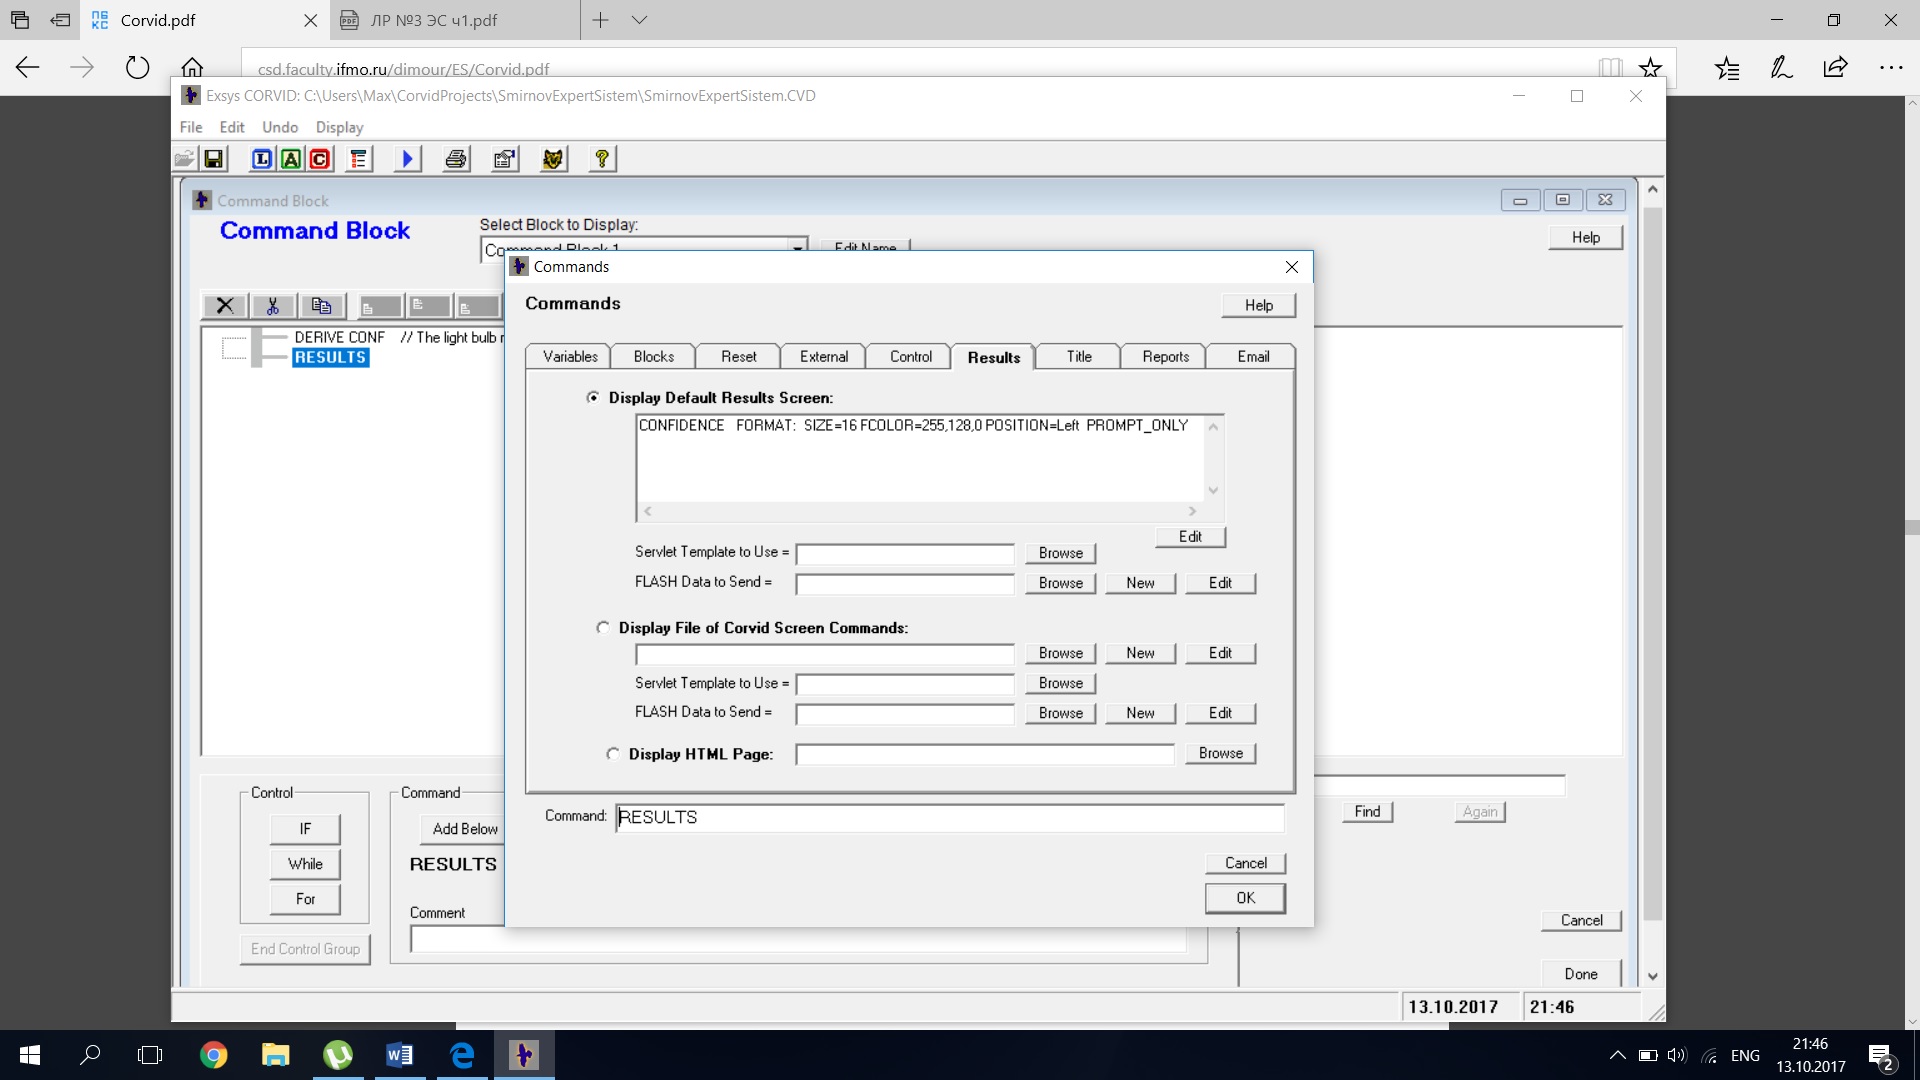 Corvid.pdf
ЛР №3 ЭС ч1.pdf
csd.faculty.ifmo.ru/dimour/ES/Corvid.pdf
Exsys CORVID: C:\Users\Max\CorvidProjects\SmirnovExpertSistem\SmirnovExpertSistem.CVD
File Edit Undo Display
L A C ?
Command Block
Command Block
Select Block to Display:
Command Block 1
Edit Name
Help
Commands
Commands
Help
DERIVE CONF // The light bulb
RESULTS
Variables Blocks Reset External Control Results Title Reports Email
Display Default Results Screen:
CONFIDENCE FORMAT: SIZE=16 FCOLOR=255,128,0 POSITION=Left PROMPT_ONLY
Edit
Servlet Template to Use =
Browse
FLASH Data to Send =
Browse New Edit
Display File of Corvid Screen Commands:
Browse New Edit
Servlet Template to Use =
Browse
FLASH Data to Send =
Browse New Edit
Display HTML Page:
Browse
Command: RESULTS
Cancel
OK
Control
IF
While
For
End Control Group
Command
Add Below
RESULTS
Comment
Find Again
Cancel
Done
13.10.2017 21:46
ENG
21:46
13.10.2017
2